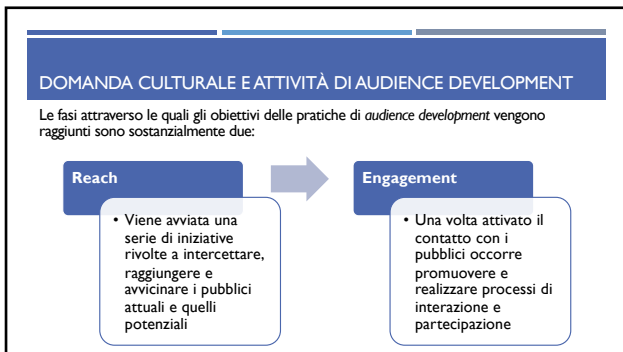 DOMANDA CULTURALE E ATTIVITÀ DI AUDIENCE DEVELOPMENT
Le fasi attraverso le quali gli obiettivi delle pratiche di audience development vengono
raggiunti sono sostanzialmente due:
Reach
• Viene avviata una
serie di iniziative
rivolte a intercettare,
raggiungere e
avvicinare i pubblici
attuali e quelli
potenziali
Engagement
• Una volta attivato il
contatto con i
pubblici occorre
promuovere e
realizzare processi di
interazione e
partecipazione